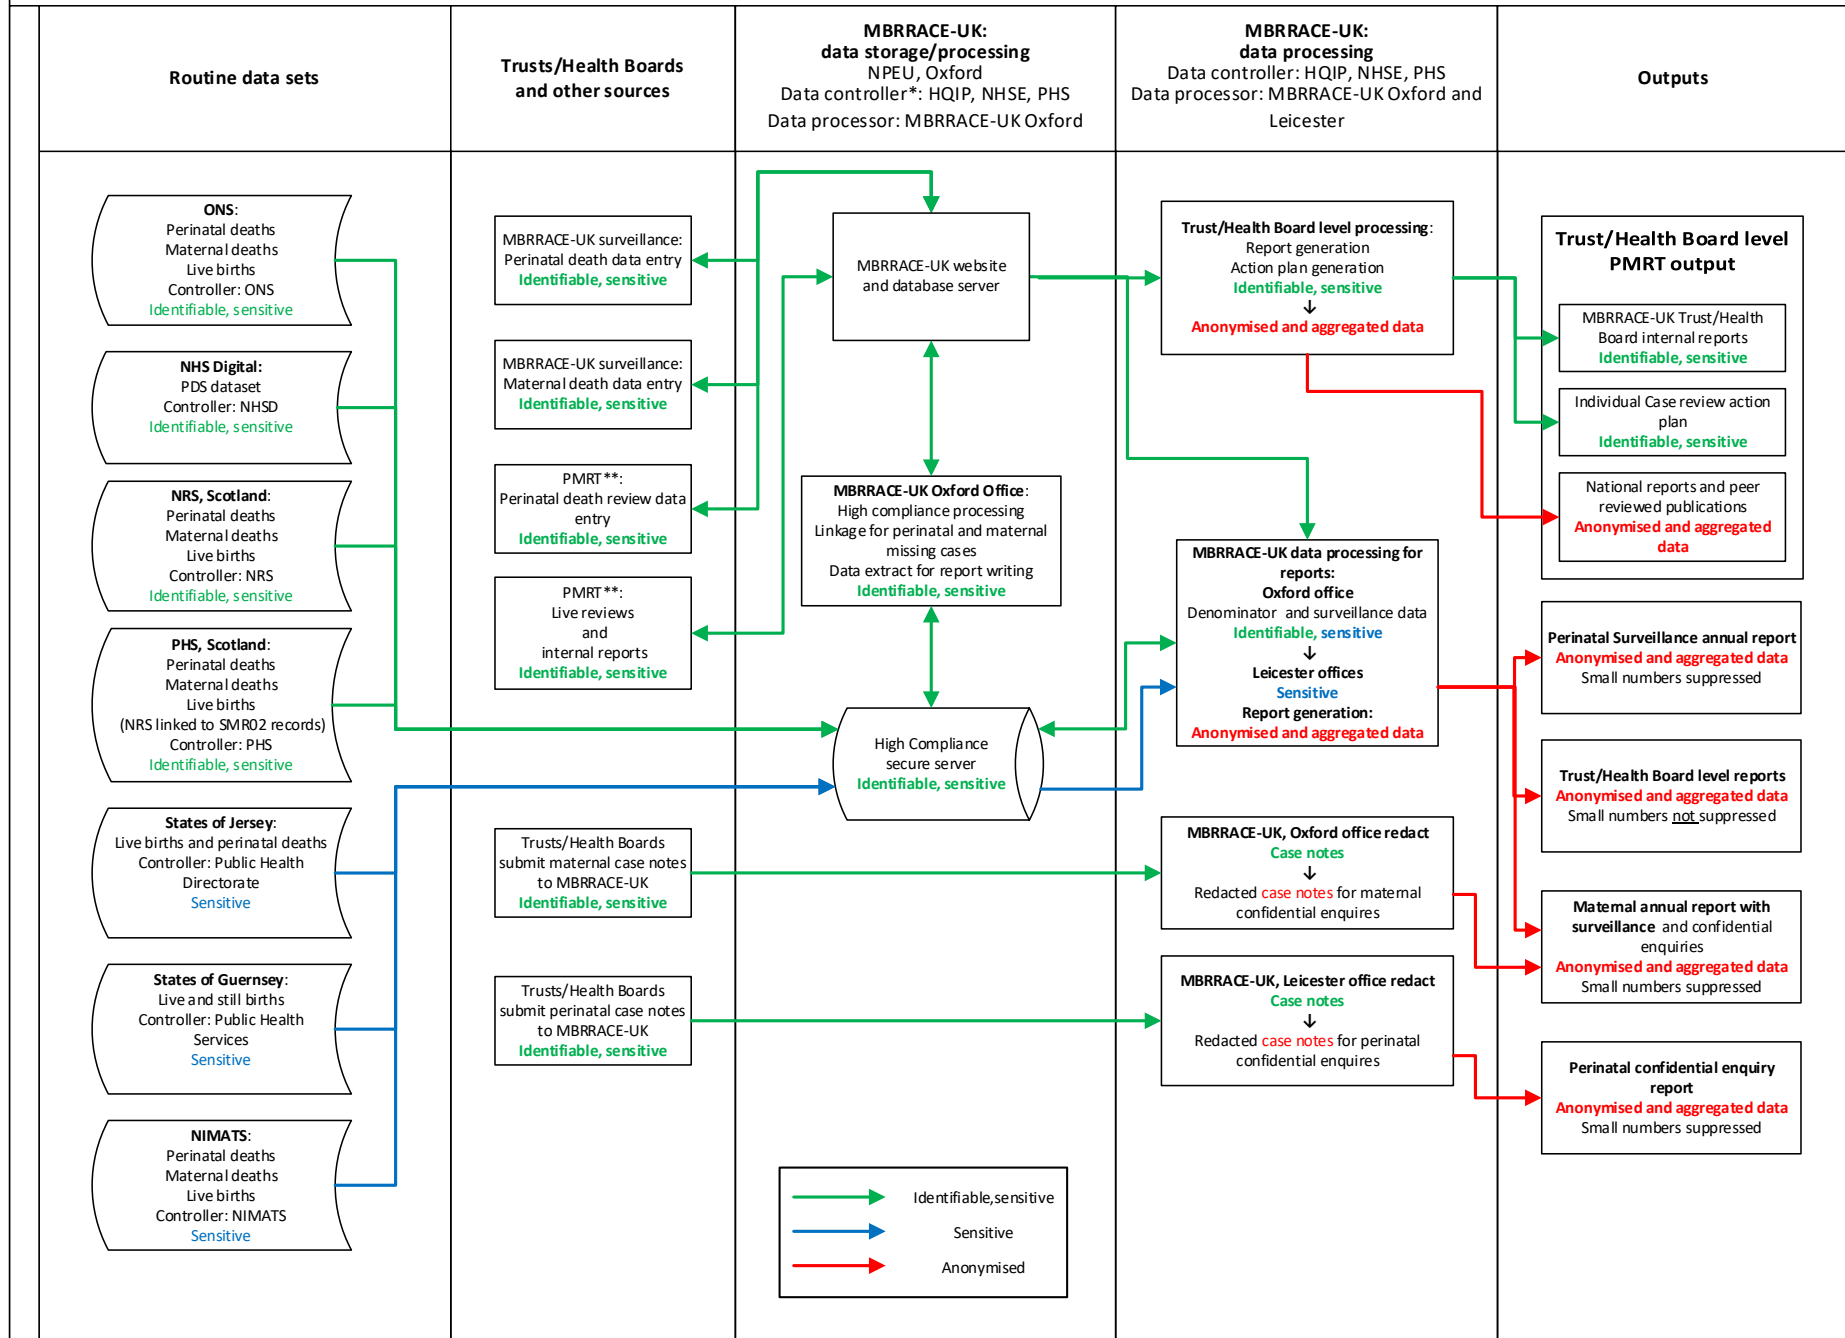 Routine data sets
Trusts/Health Boards
and other sources
MBRRACE-UK:
data storage/processing
NPEU, Oxford
Data controller*: HQIP, NHSE, PHS
Data processor: MBRRACE-UK Oxford
MBRRACE-UK:
data processing
Data controller: HQIP, NHSE, PHS
Data processor: MBRRACE-UK Oxford and
Leicester
Outputs
ONS:
Perinatal deaths
Maternal deaths
Live births
Controller: ONS
Identifiable, sensitive
NHS Digital:
PDS dataset
Controller: NHSD
Identifiable, sensitive
NRS, Scotland:
Perinatal deaths
Maternal deaths
Live births
Controller: NRS
Identifiable, sensitive
PHS, Scotland:
Perinatal deaths
Maternal deaths
Live births
(NRS linked to SMR02 records)
Controller: PHS
Identifiable, sensitive
States of Jersey:
Live births and perinatal deaths
Controller: Public Health
Directorate
Sensitive
States of Guernsey:
Live and still births
Controller: Public Health
Services
Sensitive
NIMATS:
Perinatal deaths
Maternal deaths
Live births
Controller: NIMATS
Sensitive
MBRRACE-UK surveillance:
Perinatal death data entry
Identifiable, sensitive
MBRRACE-UK surveillance:
Maternal death data entry
Identifiable, sensitive
PMRT**:
Perinatal death review data
entry
Identifiable, sensitive
PMRT**:
Live reviews
and
internal reports
Identifiable, sensitive
Trusts/Health Boards
submit maternal case notes
to MBRRACE-UK
Identifiable, sensitive
Trusts/Health Boards
submit perinatal case notes
to MBRRACE-UK
Identifiable, sensitive
MBRRACE-UK website
and database server
MBRRACE-UK Oxford Office:
High compliance processing
Linkage for perinatal and maternal
missing cases
Data extract for report writing
Identifiable, sensitive
High Compliance
secure server
Identifiable, sensitive
Identifiable,sensitive
Sensitive
Anonymised
Trust/Health Board level processing:
Report generation
Action plan generation
Identifiable, sensitive
↓
Anonymised and aggregated data
MBRRACE-UK data processing for
reports:
Oxford office
Denominator and surveillance data
Identifiable, sensitive
↓
Leicester offices
Sensitive
Report generation:
Anonymised and aggregated data
MBRRACE-UK, Oxford office redact
Case notes
↓
Redacted case notes for maternal
confidential enquires
MBRRACE-UK, Leicester office redact
Case notes
↓
Redacted case notes for perinatal
confidential enquires
Trust/Health Board level
PMRT output
MBRRACE-UK Trust/Health
Board internal reports
Identifiable, sensitive
Individual Case review action
plan
Identifiable, sensitive
National reports and peer
reviewed publications
Anonymised and aggregated
data
Perinatal Surveillance annual report
Anonymised and aggregated data
Small numbers suppressed
Trust/Health Board level reports
Anonymised and aggregated data
Small numbers not suppressed
Maternal annual report with
surveillance and confidential
enquiries
Anonymised and aggregated data
Small numbers suppressed
Perinatal confidential enquiry
report
Anonymised and aggregated data
Small numbers suppressed